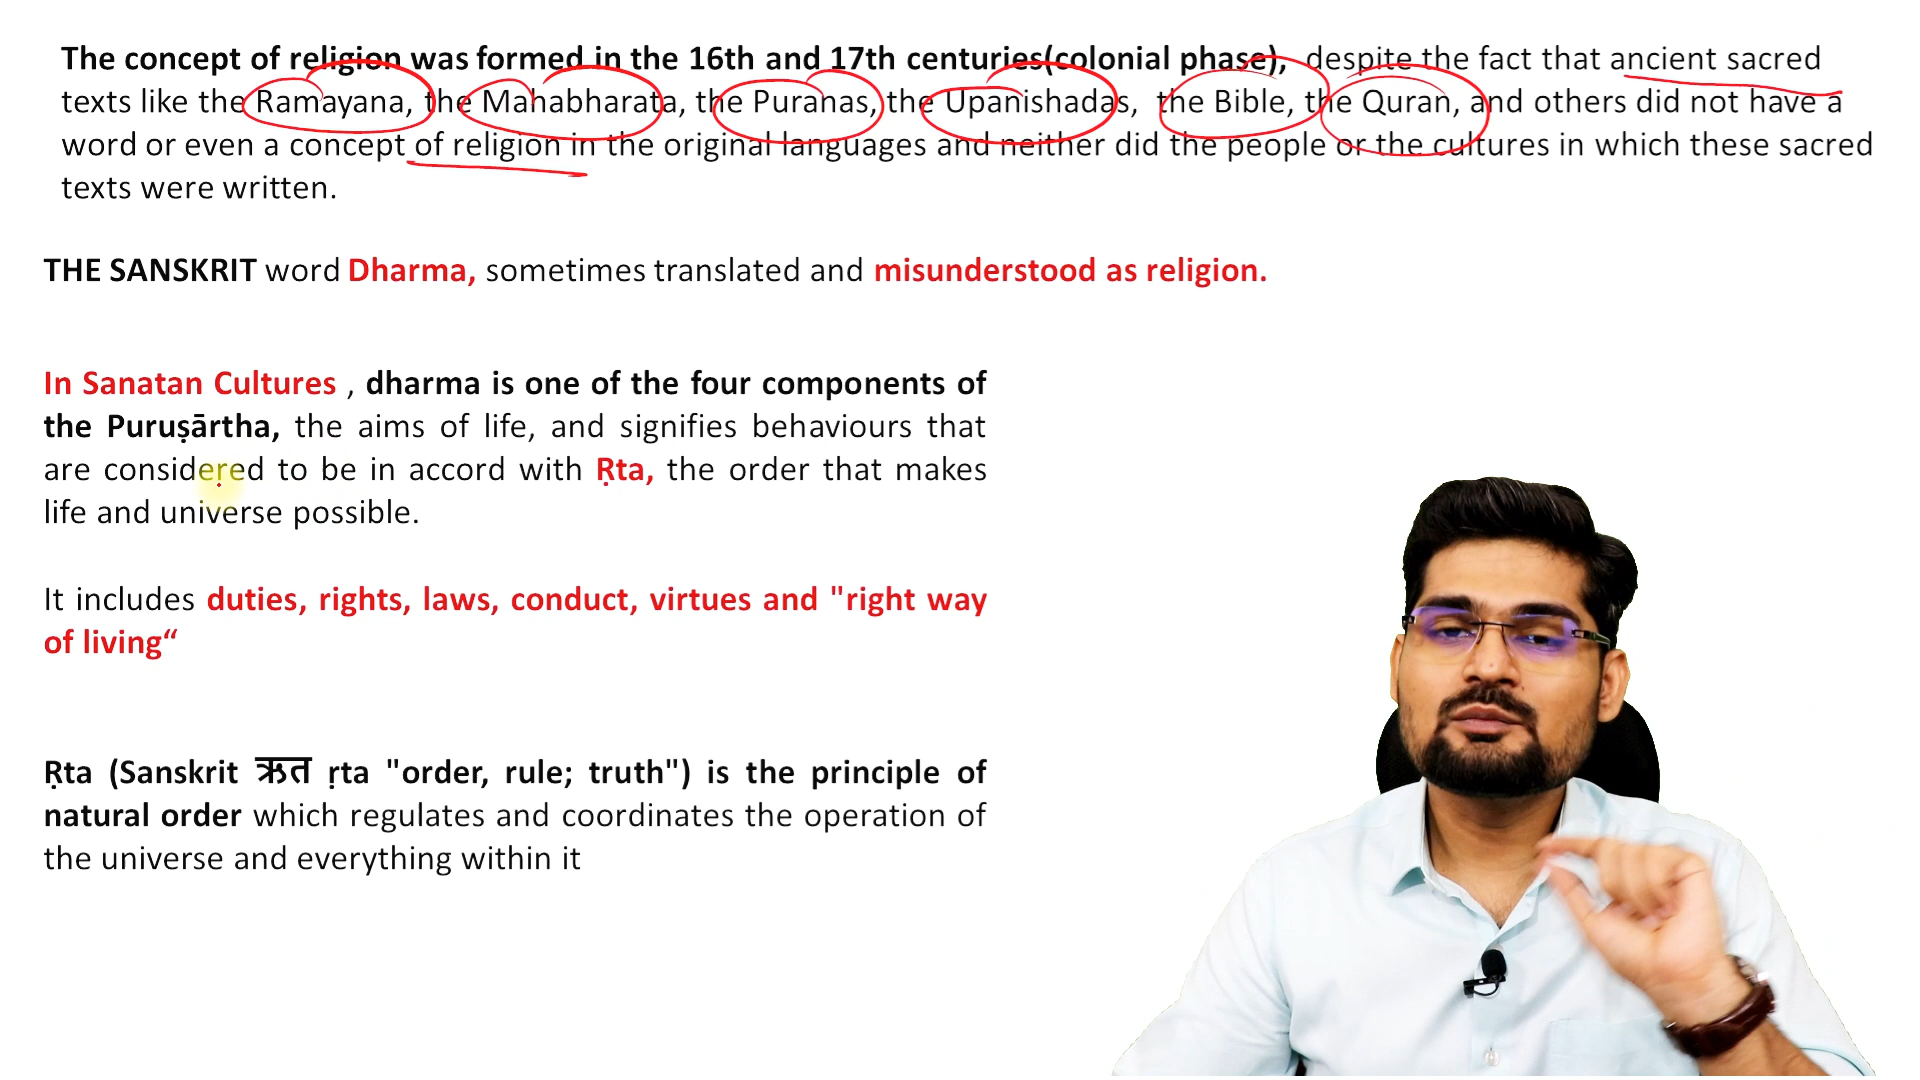 The concept of religion was formed in the 16th and 17th centuries(colonial phase), despite the fact that ancient sacred
texts like the Ramayana, the Mahabharata, the Puranas, the Upanishadas, the Bible, the Quran, and others did not have a
word or even a concept of religion in the original languages and neither did the people or the cultures in which these sacred
texts were written.
THE SANSKRIT word Dharma, sometimes translated and misunderstood as religion.
In Sanatan Cultures , dharma is one of the four components of
the Puruṣārtha, the aims of life, and signifies behaviours that
are considered to be in accord with Ṛta, the order that makes
life and universe possible.
It includes duties, rights, laws, conduct, virtues and "right way
of living“
Ṛta (Sanskrit ऋत ṛta "order, rule; truth") is the principle of
natural order which regulates and coordinates the operation of
the universe and everything within it